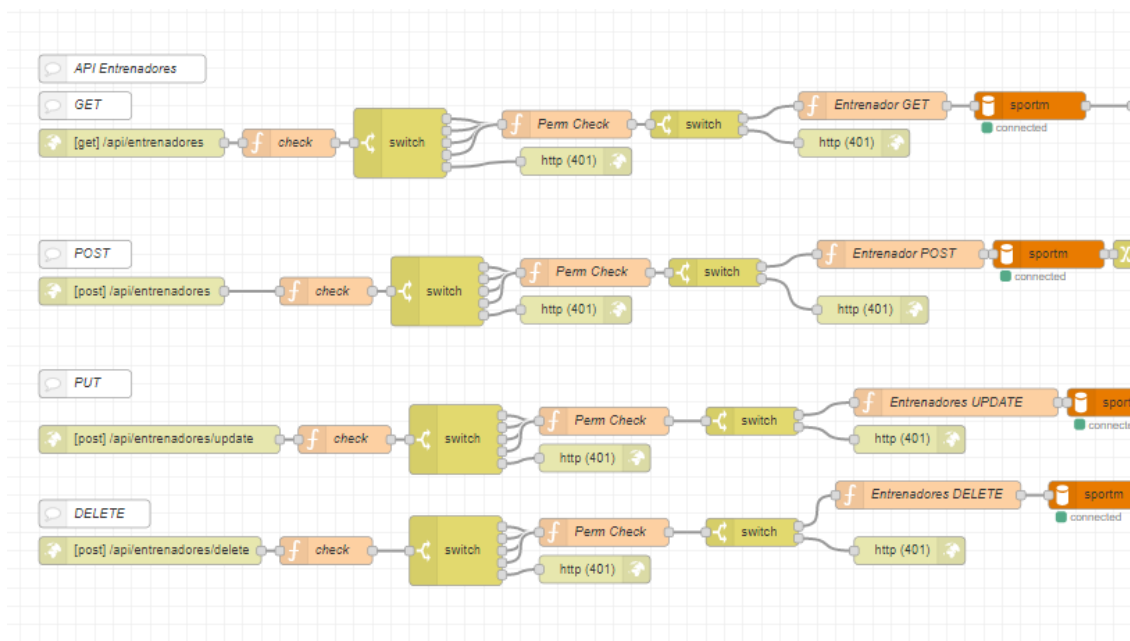 API Entrenadores
GET
[get] /api/entrenadores
check
switch
Perm Check
http (401)
switch
Entrenador GET
http (401)
sportm
connected
POST
[post] /api/entrenadores
check
switch
Perm Check
http (401)
switch
Entrenador POST
http (401)
sportm
connected
PUT
[post] /api/entrenadores/update
check
switch
Perm Check
http (401)
switch
Entrenadores UPDATE
http (401)
sport
connecte
DELETE
[post] /api/entrenadores/delete
check
switch
Perm Check
http (401)
switch
Entrenadores DELETE
http (401)
sportm
connected